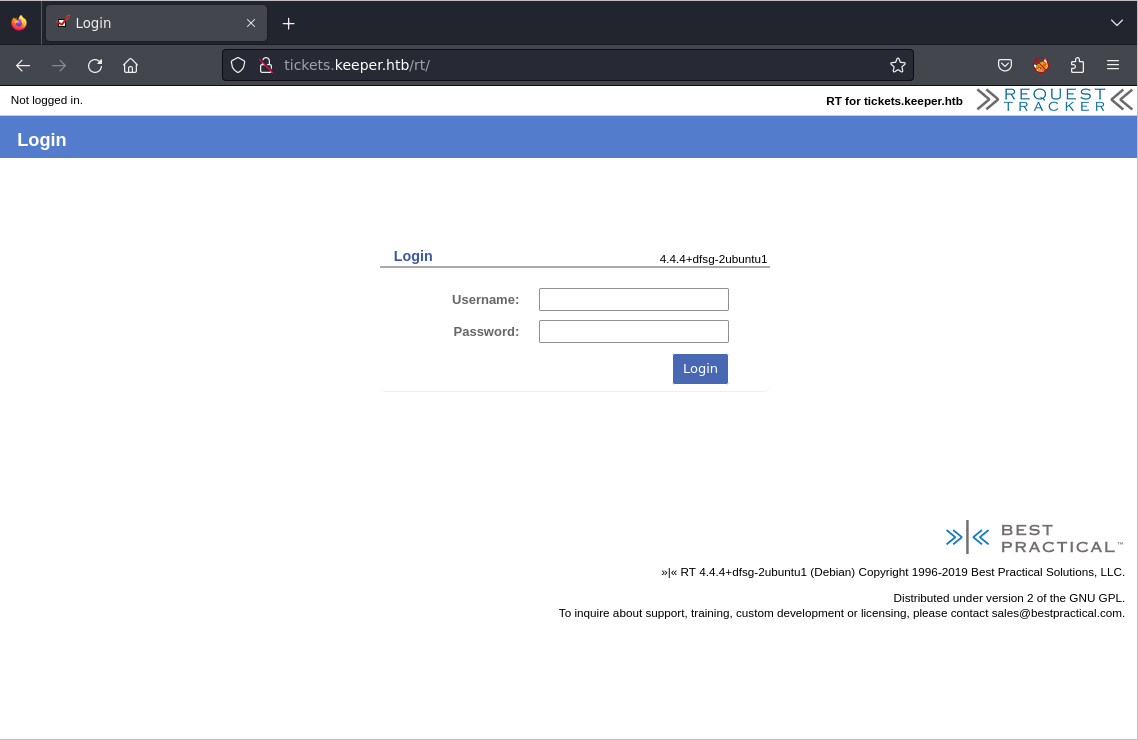 Login
tickets.keeper.htb/rt/
Not logged in.
RT for tickets.keeper.htb
REQUEST
TRACKER
Login
Login
4.4.4+dfsg-2ubuntu1
Username:
Password:
Login
BEST
PRACTICAL™
»|« RT 4.4.4+dfsg-2ubuntu1 (Debian) Copyright 1996-2019 Best Practical Solutions, LLC.
Distributed under version 2 of the GNU GPL.
To inquire about support, training, custom development or licensing, please contact sales@bestpractical.com.